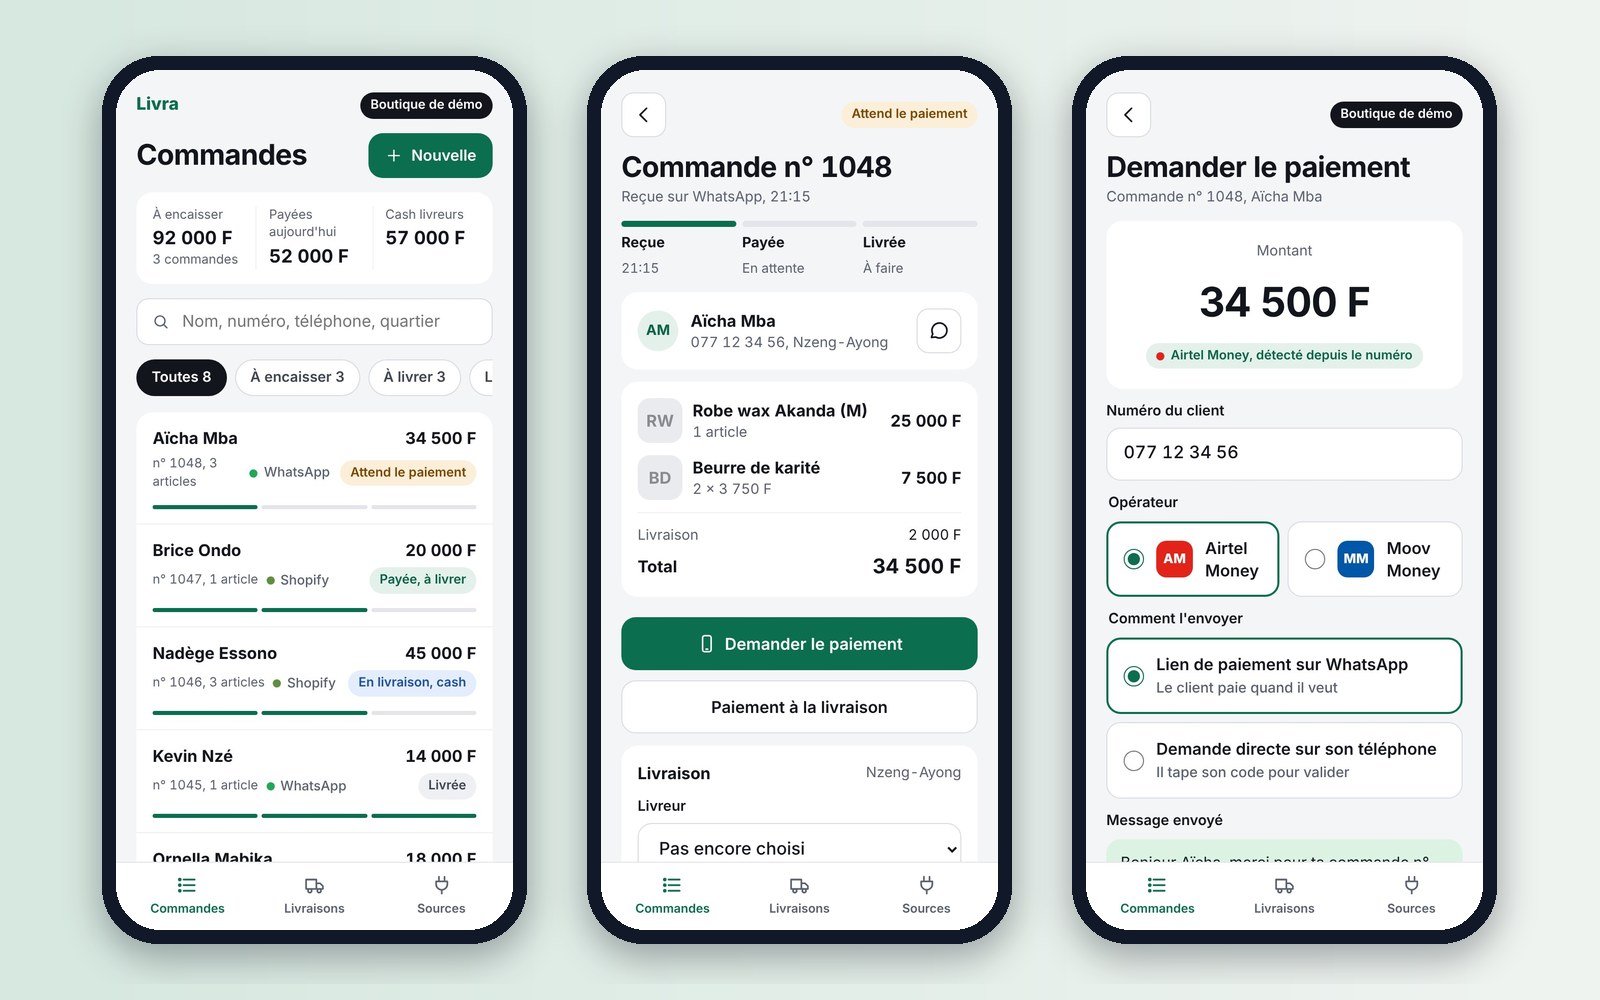 Livra
Boutique de démo
Commandes
Nouvelle
À encaisser
92 000 F
3 commandes
Payées
aujourd'hui
52 000 F
Cash livreurs
57 000 F
Nom, numéro, téléphone, quartier
Toutes 8
À encaisser 3
À livrer 3
L
Aïcha Mba
34 500 F
n° 1048, 3
articles
WhatsApp
Attend le paiement
Brice Ondo
20 000 F
n° 1047, 1 article
Shopify
Payée, à livrer
Nadège Essono
45 000 F
n° 1046, 3 articles
Shopify
En livraison, cash
Kevin Nzé
14 000 F
n° 1045, 1 article
WhatsApp
Livrée
Ornella Mabika
18 000 F
Commandes
Livraisons
Sources
Attend le paiement
Commande n° 1048
Reçue sur WhatsApp, 21:15
Reçue
21:15
Payée
En attente
Livrée
À faire
AM
Aïcha Mba
077 12 34 56, Nzeng-Ayong
RW
Robe wax Akanda (M)
1 article
25 000 F
BD
Beurre de karité
2 × 3 750 F
7 500 F
Livraison
2 000 F
Total
34 500 F
Demander le paiement
Paiement à la livraison
Livraison
Nzeng-Ayong
Livreur
Pas encore choisi
Commandes
Livraisons
Sources
Boutique de démo
Demander le paiement
Commande n° 1048, Aïcha Mba
Montant
34 500 F
Airtel Money, détecté depuis le numéro
Numéro du client
077 12 34 56
Opérateur
AM
Airtel
Money
MM
Moov
Money
Comment l'envoyer
Lien de paiement sur WhatsApp
Le client paie quand il veut
Demande directe sur son téléphone
Il tape son code pour valider
Message envoyé
Bonjour Aïcha, merci pour ta commande n°
Commandes
Livraisons
Sources